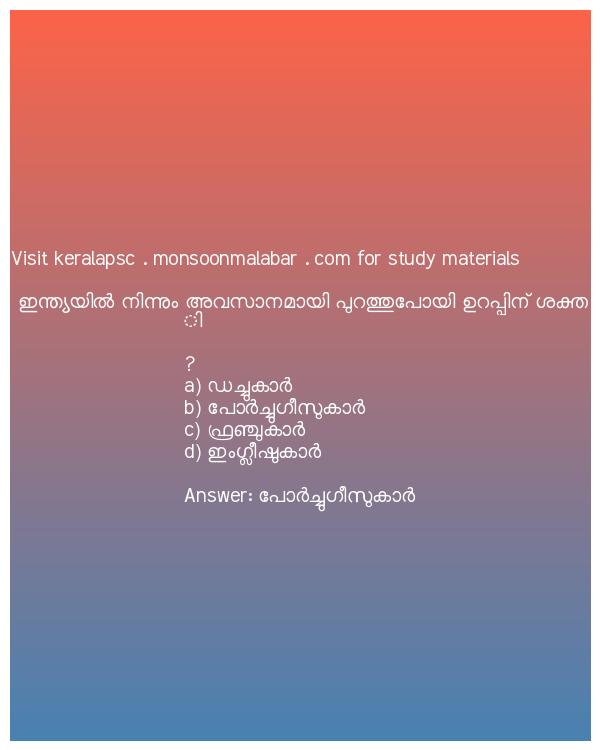 Visit keralapsc . monsoonmalabar . com for study materials
ഇന്ത്യയിൽ നിന്നും അവസാനമായി പുറത്തുപോയി ഉറപ്പിന് ശക്ത
ി
?
a) ഡച്ചുകാർ
b) പോർച്ചുഗീസുകാർ
c) ഫ്രഞ്ചുകാർ
d) ഇംഗ്ലീഷുകാർ
Answer: പോർച്ചുഗീസുകാർ